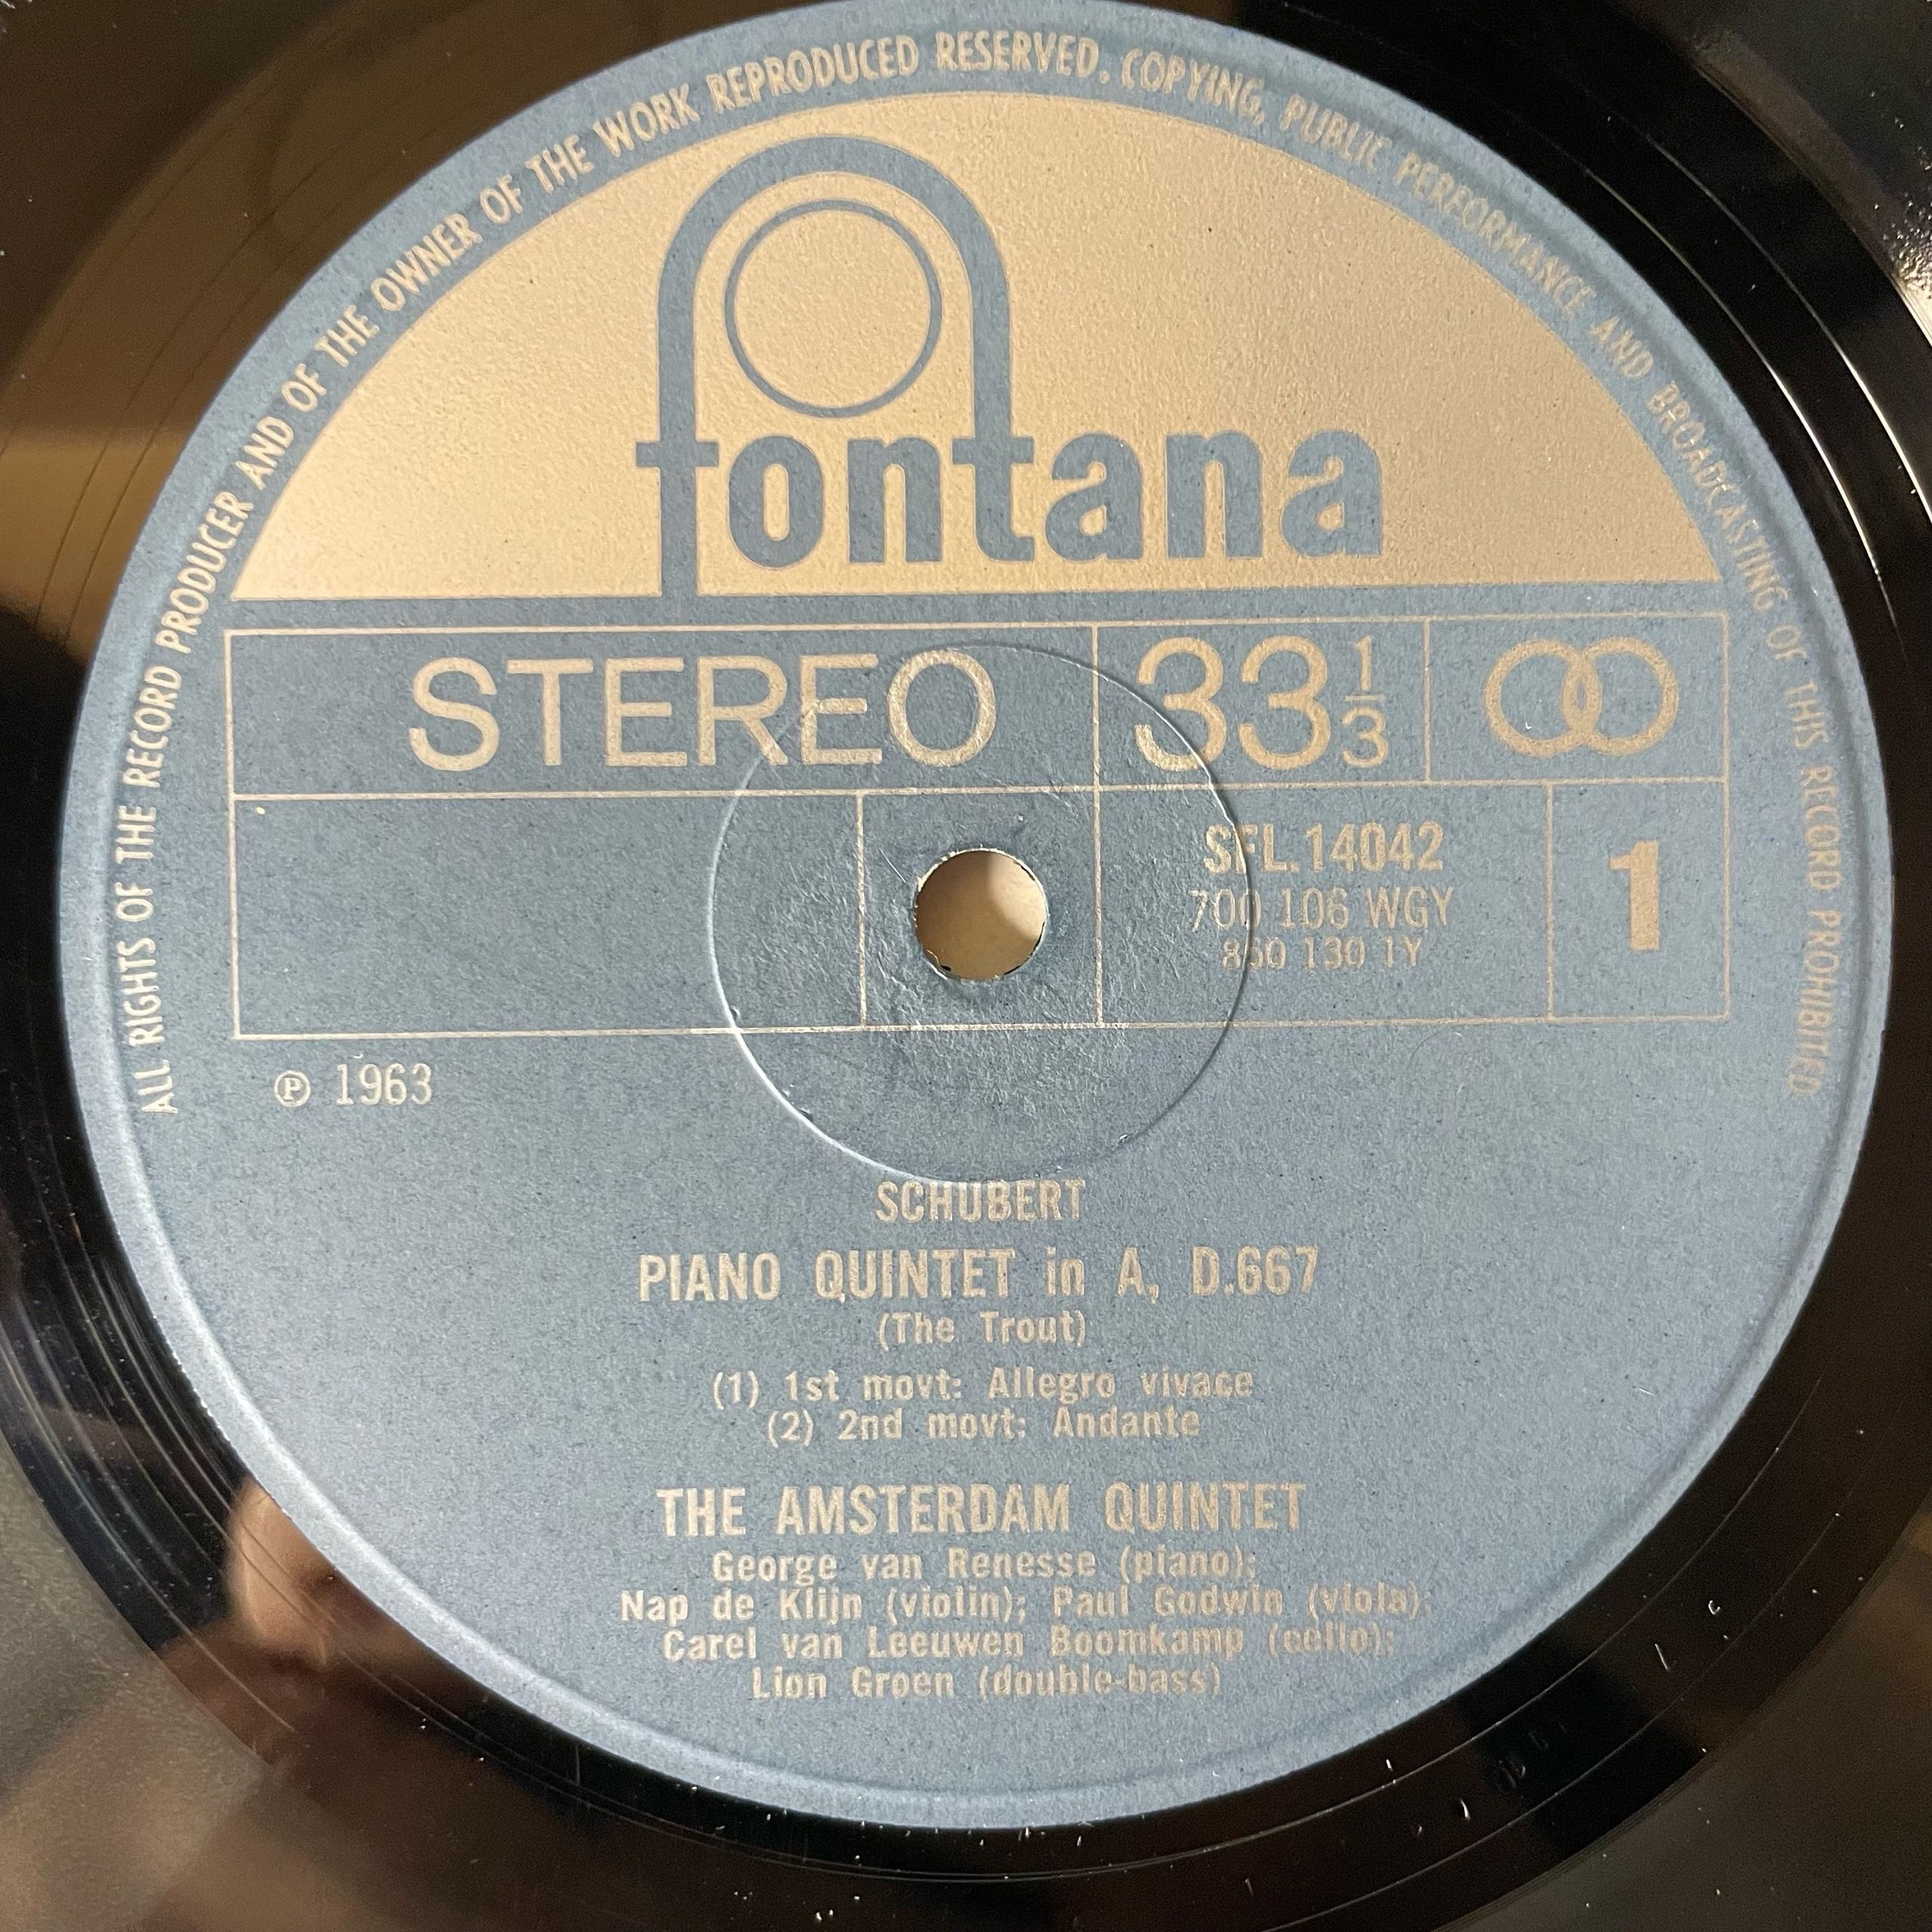 ALL RIGHTS OF THE RECORD PRODUCER AND OF THE OWNER OF THE WORK REPRODUCED RESERVED. COPYING, PUBLIC PERFORMANCE AND BROADCASTING OF THIS RECORD PROHIBITED
fontana
STEREO 33 1/3
SFL.14042 1
700 106 WGY
850 130 1Y
℗ 1963
SCHUBERT
PIANO QUINTET in A, D.667
(The Trout)
(1) 1st movt: Allegro vivace
(2) 2nd movt: Andante
THE AMSTERDAM QUINTET
George van Renesse (piano);
Nap de Klijn (violin); Paul Godwin (viola);
Carel van Leeuwen Boomkamp (cello);
Lion Groen (double-bass)